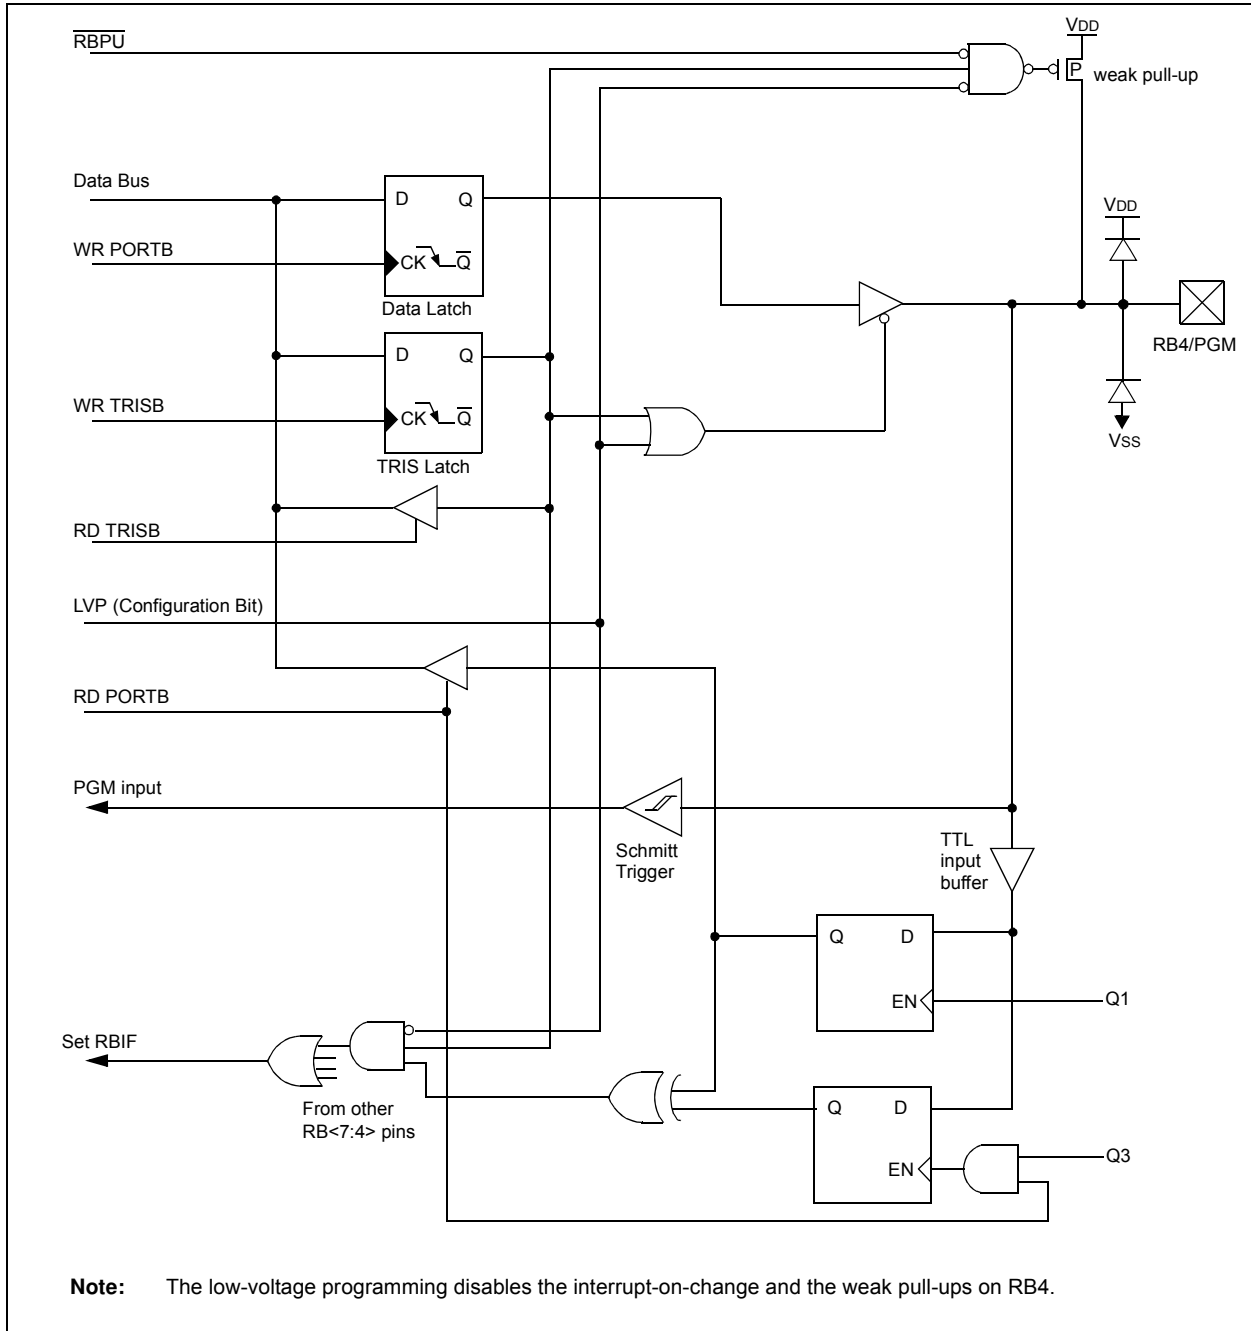 RBPU
VDD
P
weak pull-up
Data Bus
D
Q
VDD
WR PORTB
CK
Q
Data Latch
RB4/PGM
D
Q
WR TRISB
CK
Q
VSS
TRIS Latch
RD TRISB
LVP (Configuration Bit)
RD PORTB
PGM input
Schmitt
Trigger
TTL
input
buffer
Q
D
EN
Q1
Set RBIF
From other
RB<7:4> pins
Q
D
EN
Q3
Note: The low-voltage programming disables the interrupt-on-change and the weak pull-ups on RB4.